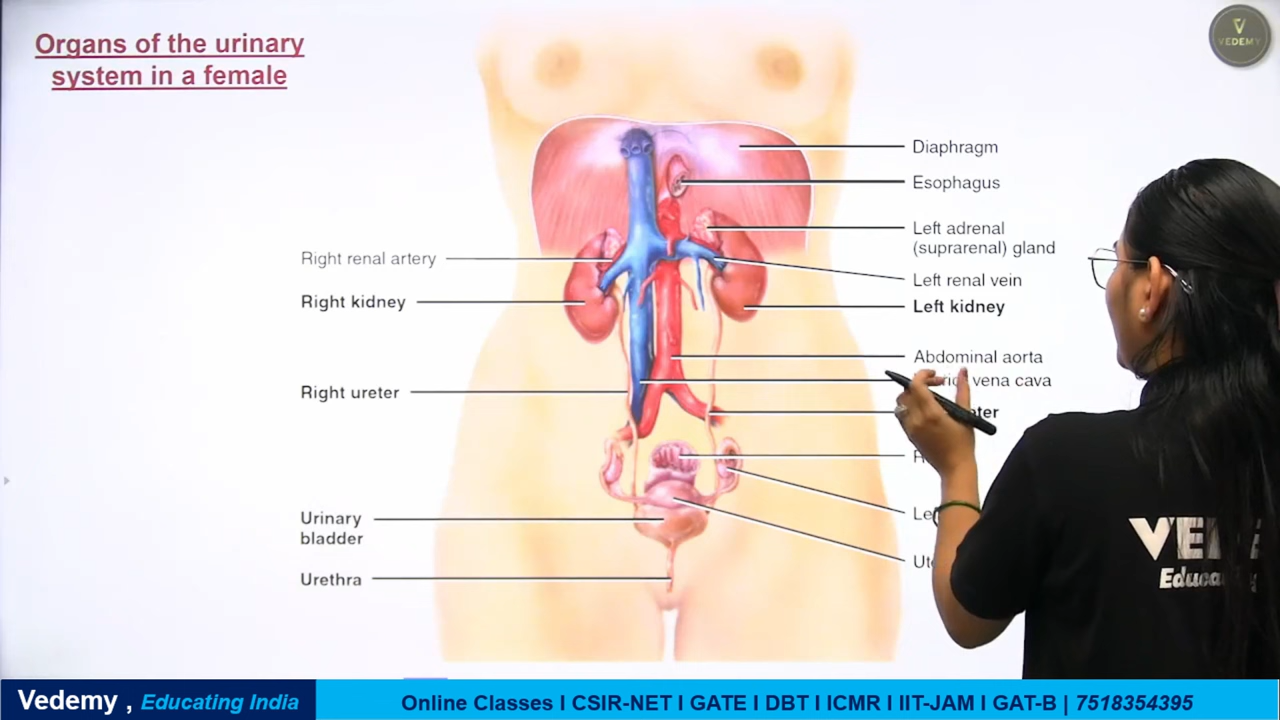 Organs of the urinary
system in a female
VEDEMY
Diaphragm
Esophagus
Left adrenal
(suprarenal) gland
Right renal artery
Left renal vein
Right kidney
Left kidney
Abdominal aorta
vena cava
Right ureter
Urinary
bladder
Urethra
Vedemy , Educating India
Online Classes I CSIR-NET I GATE I DBT I ICMR I IIT-JAM I GAT-B | 7518354395